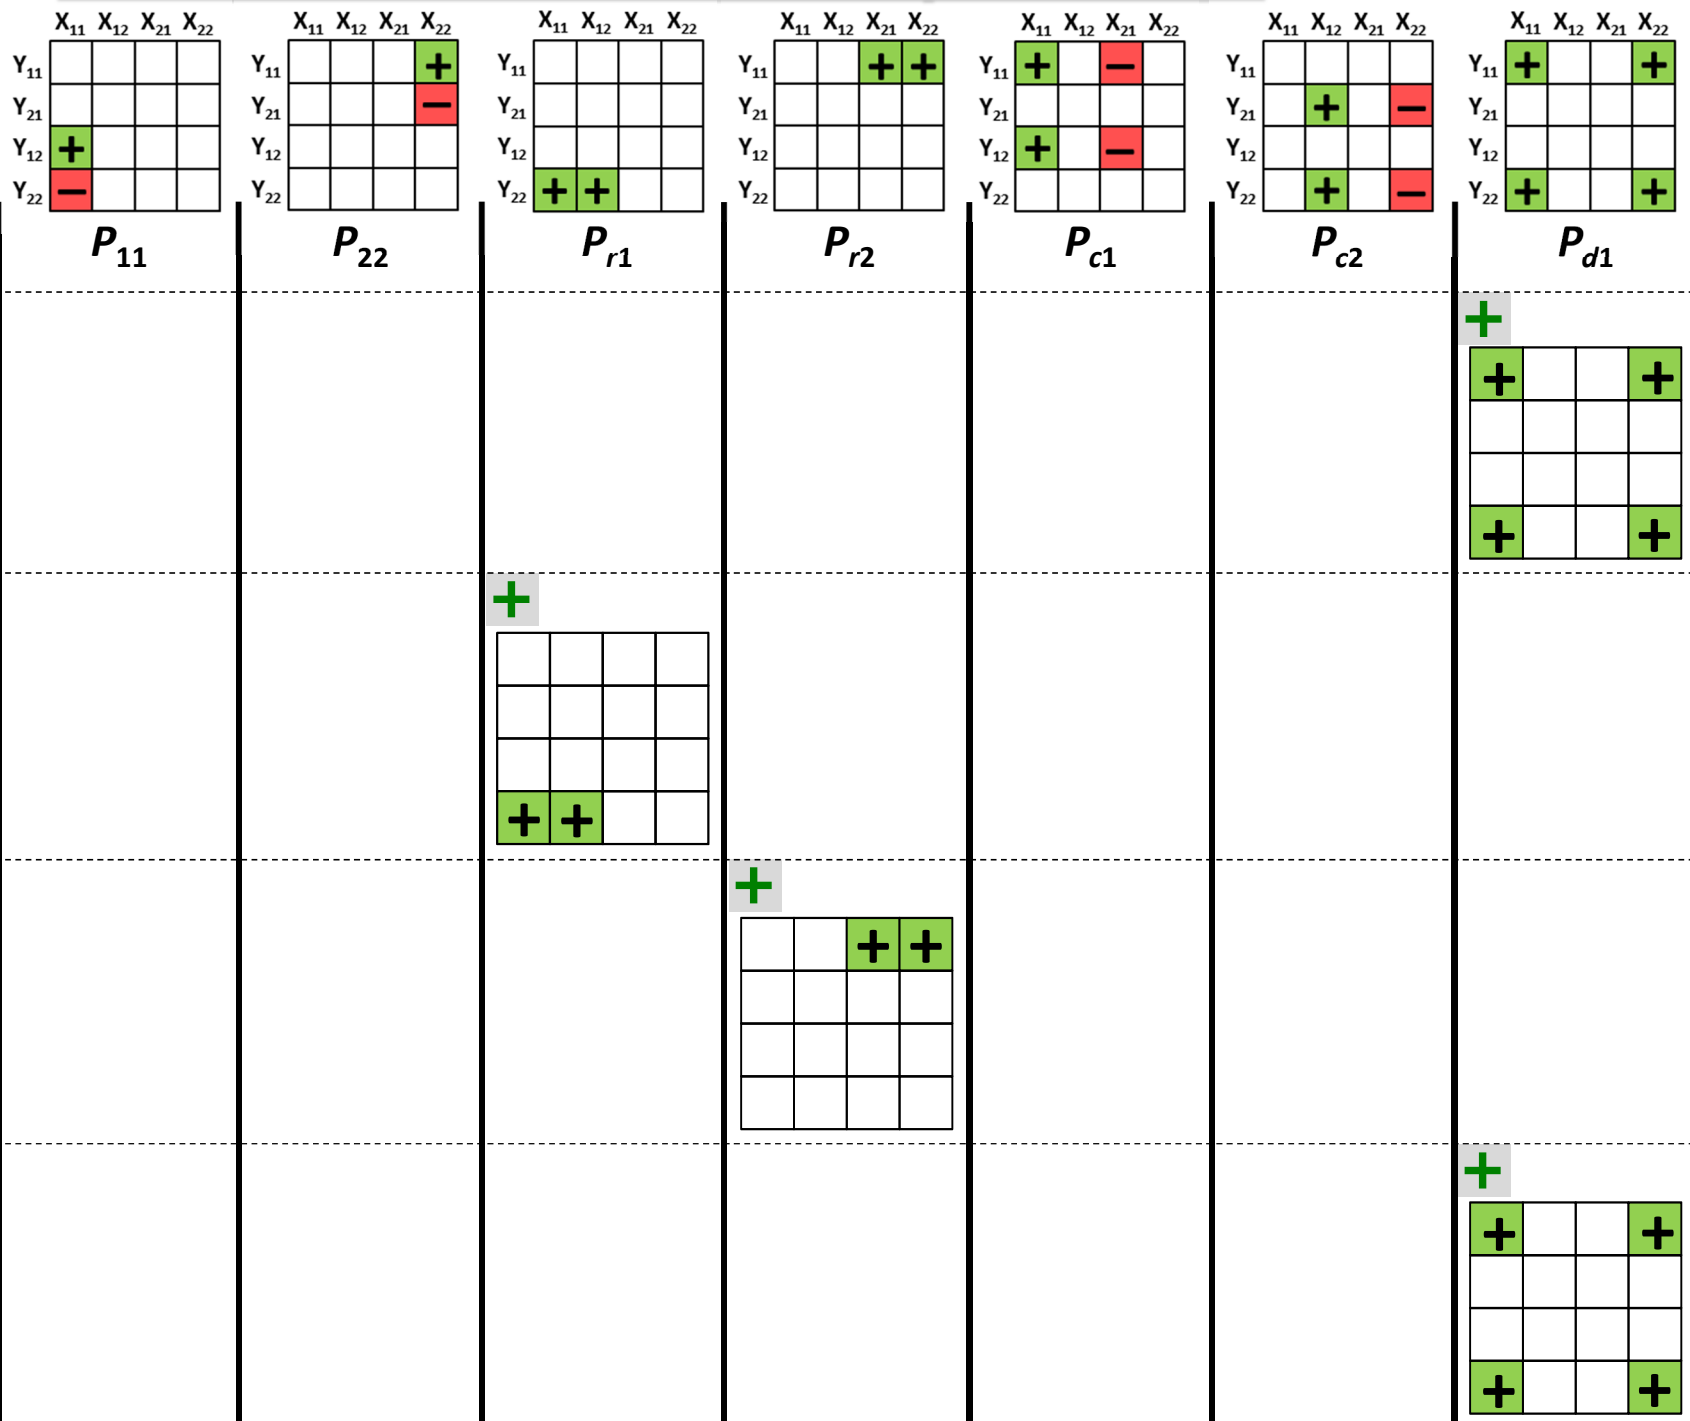 X₁₁ X₁₂ X₂₁ X₂₂ X₁₁ X₁₂ X₂₁ X₂₂ X₁₁ X₁₂ X₂₁ X₂₂ X₁₁ X₁₂ X₂₁ X₂₂ X₁₁ X₁₂ X₂₁ X₂₂ X₁₁ X₁₂ X₂₁ X₂₂ X₁₁ X₁₂ X₂₁ X₂₂
Y₁₁ Y₁₁ + Y₁₁ Y₁₁ + + Y₁₁ + − Y₁₁ Y₁₁ + +
Y₂₁ Y₂₁ − Y₂₁ Y₂₁ Y₂₁ Y₂₁ + − Y₂₁
Y₁₂ + Y₁₂ Y₁₂ Y₁₂ Y₁₂ + − Y₁₂ Y₁₂
Y₂₂ − Y₂₂ Y₂₂ + + Y₂₂ Y₂₂ Y₂₂ + − Y₂₂ + +
P₁₁ P₂₂ Pᵣ₁ Pᵣ₂ P_c1 P_c2 P_d1
+
+ +
+ +
+
+ +
+
+ +
+
+ +
+ +